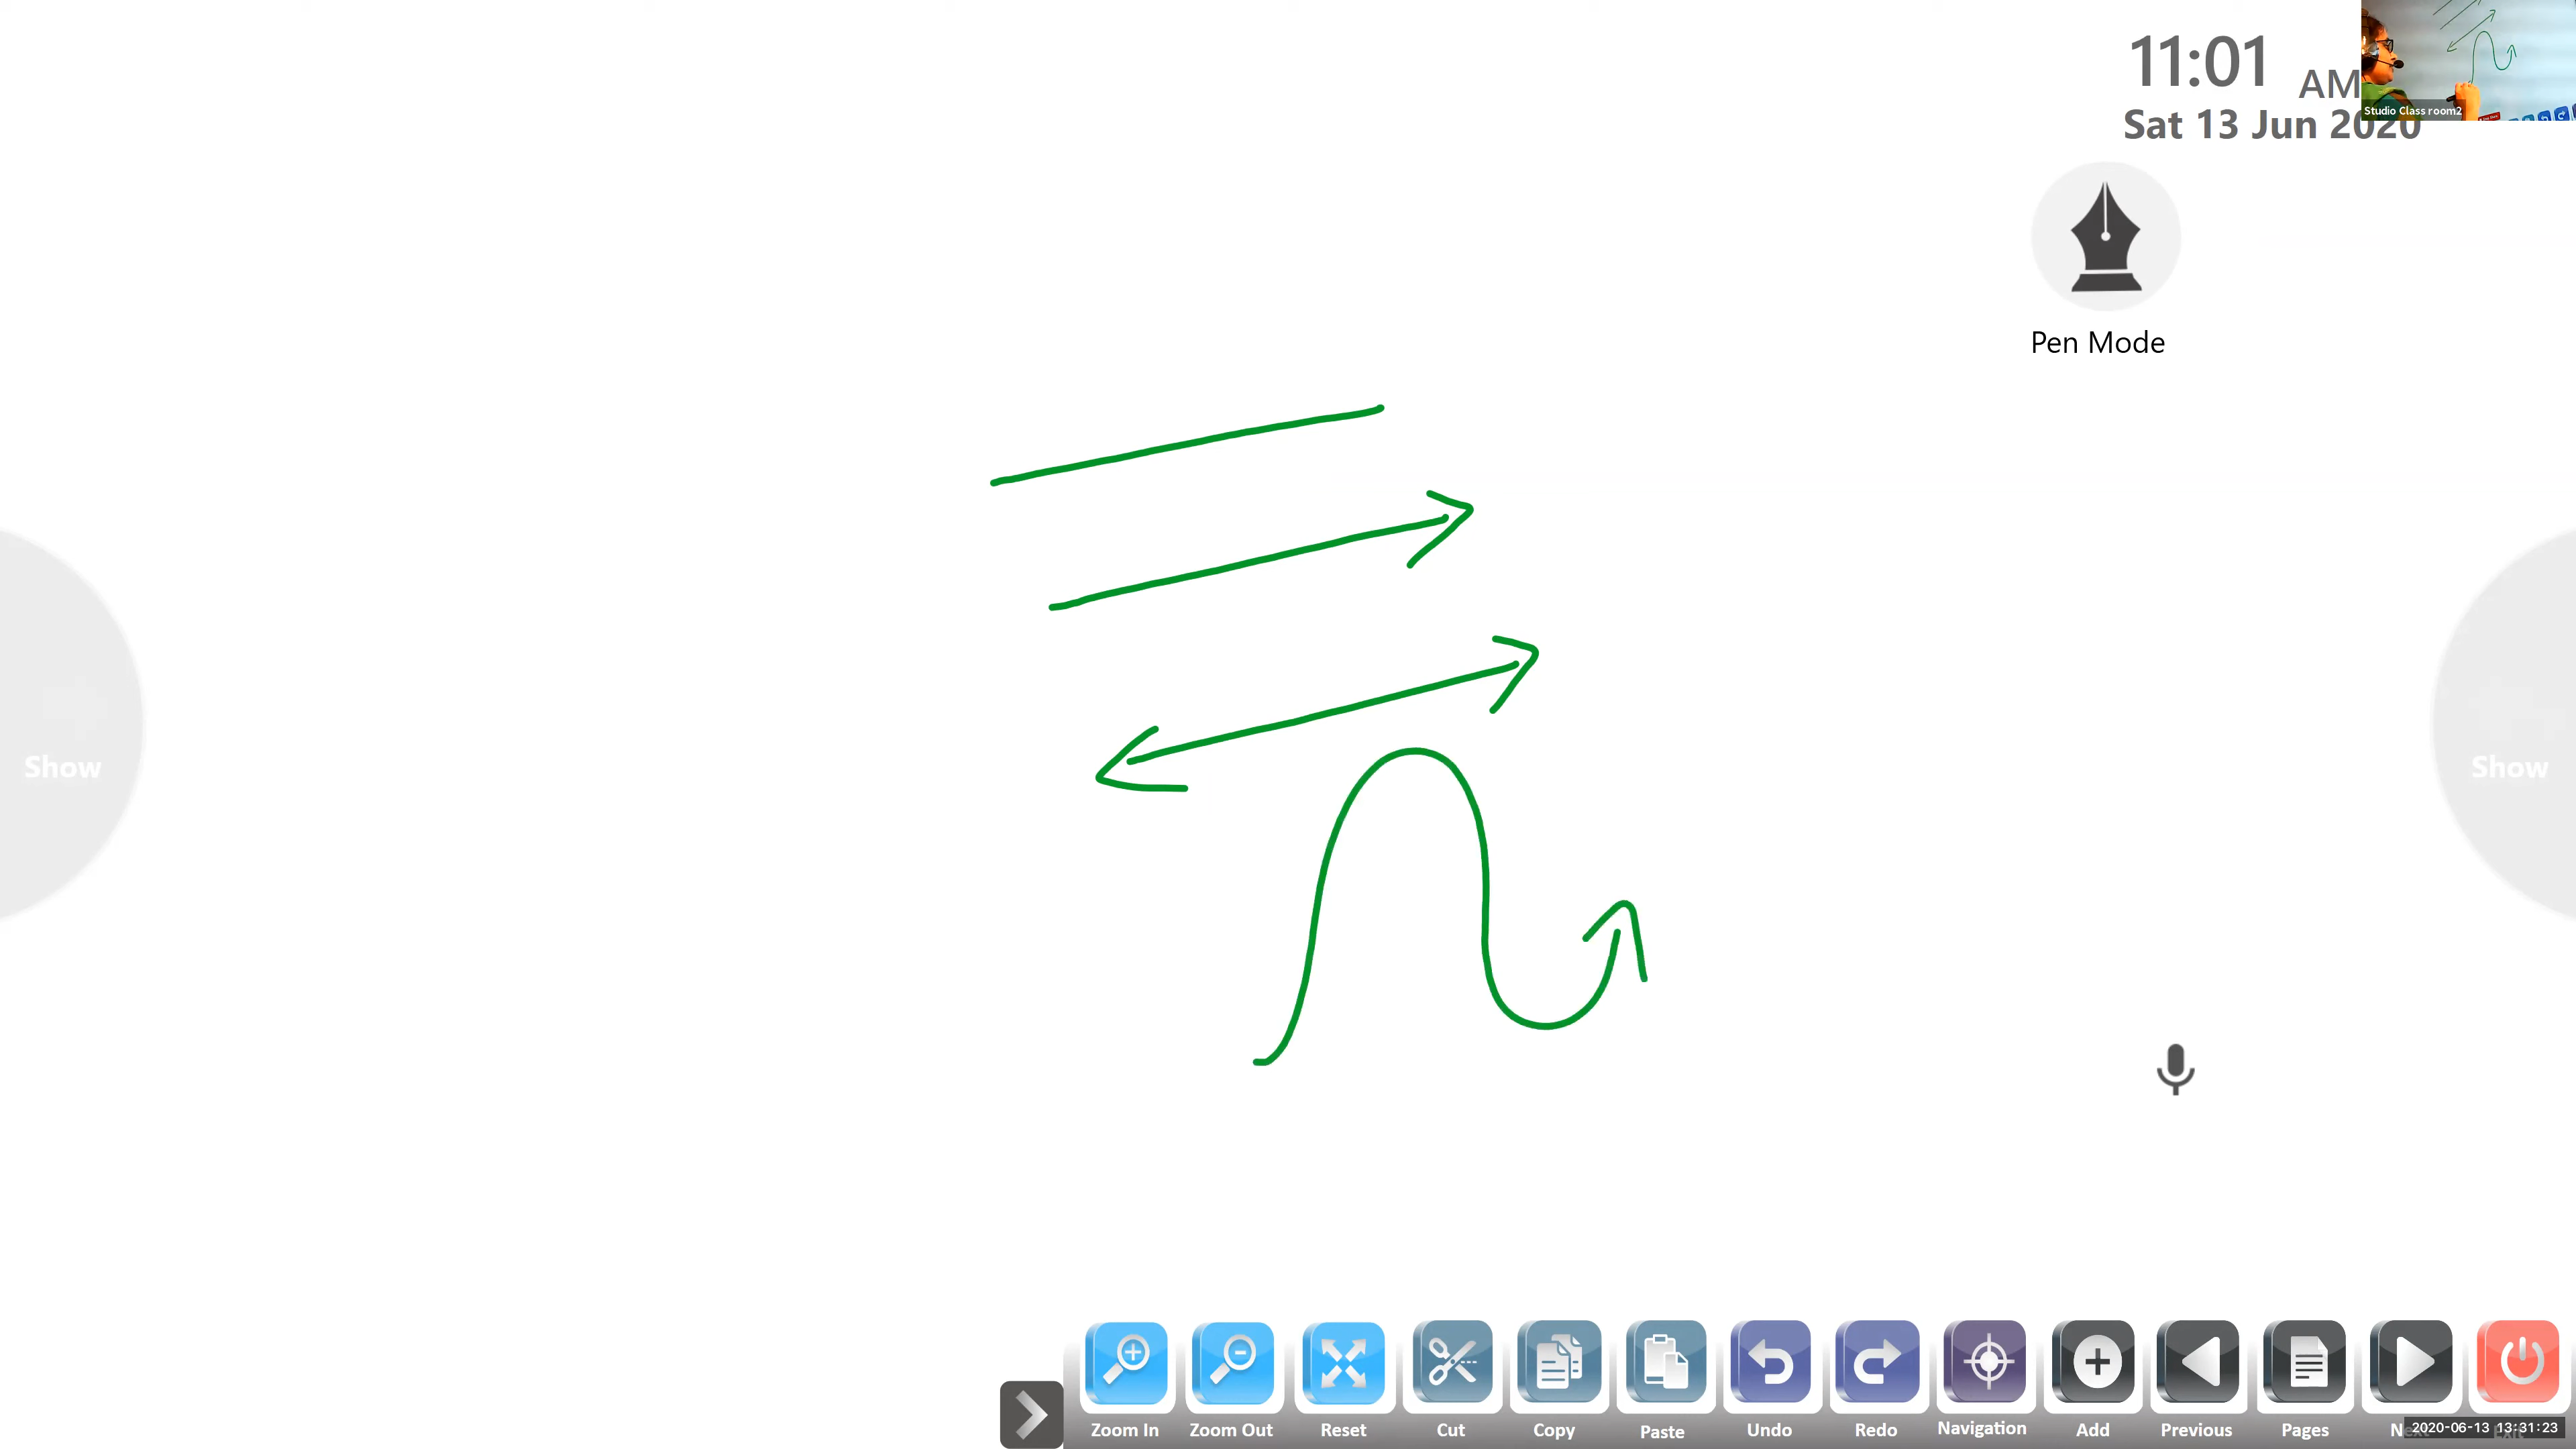 11:01 AM
Studio Class room2
Sat 13 Jun 2020
Pen Mode
Show
Show
Zoom In
Zoom Out
Reset
Cut
Copy
Paste
Undo
Redo
Navigation
Add
Previous
Pages
2020-06-13 13:31:23